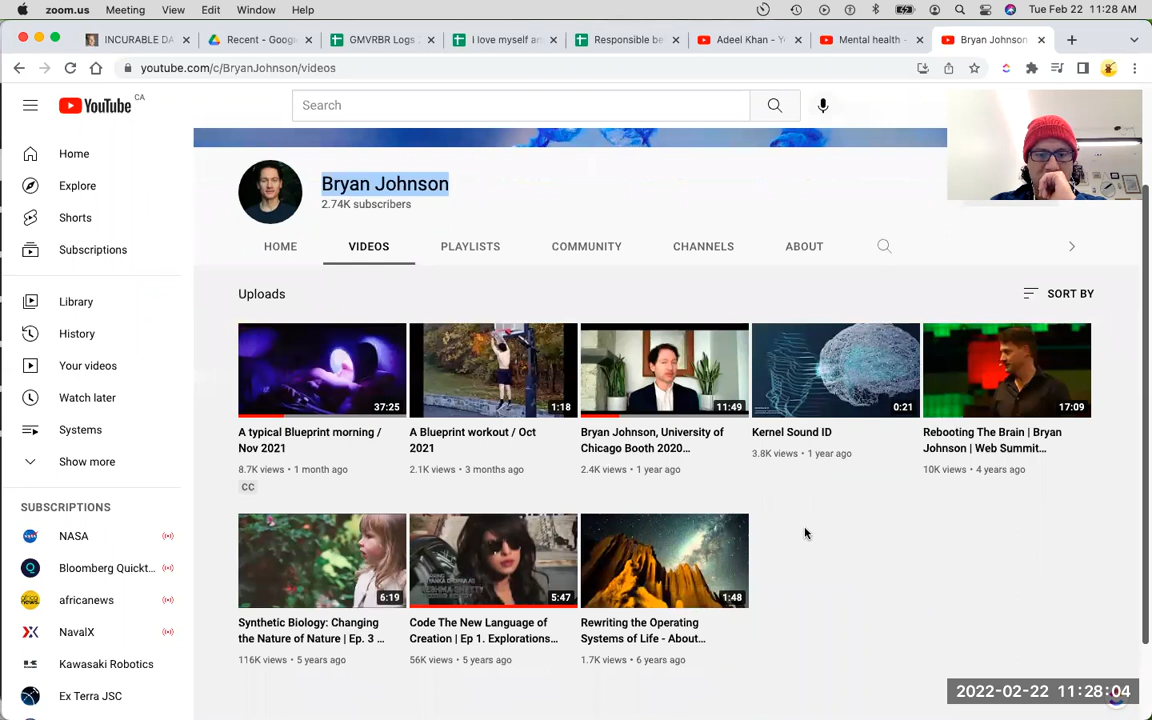 zoom.us Meeting View Edit Window Help Tue Feb 22 11:28 AM
INCURABLE DA Recent - Googl GMVRBR Logs I love myself an Responsible be Adeel Khan - Y Mental health - Bryan Johnson
youtube.com/c/BryanJohnson/videos
YouTube CA
Search
Home
Explore
Shorts
Subscriptions
Library
History
Your videos
Watch later
Systems
Show more
SUBSCRIPTIONS
NASA
Bloomberg Quickt...
africanews
NavalX
Kawasaki Robotics
Ex Terra JSC
Bryan Johnson
2.74K subscribers
HOME VIDEOS PLAYLISTS COMMUNITY CHANNELS ABOUT
Uploads
SORT BY
37:25
A typical Blueprint morning /
Nov 2021
8.7K views • 1 month ago
CC
1:18
A Blueprint workout / Oct
2021
2.1K views • 3 months ago
11:49
Bryan Johnson, University of
Chicago Booth 2020...
2.4K views • 1 year ago
0:21
Kernel Sound ID
3.8K views • 1 year ago
17:09
Rebooting The Brain | Bryan
Johnson | Web Summit...
10K views • 4 years ago
6:19
Synthetic Biology: Changing
the Nature of Nature | Ep. 3 ...
116K views • 5 years ago
5:47
Code The New Language of
Creation | Ep 1. Explorations...
56K views • 5 years ago
1:48
Rewriting the Operating
Systems of Life - About...
1.7K views • 6 years ago
2022-02-22 11:28:04